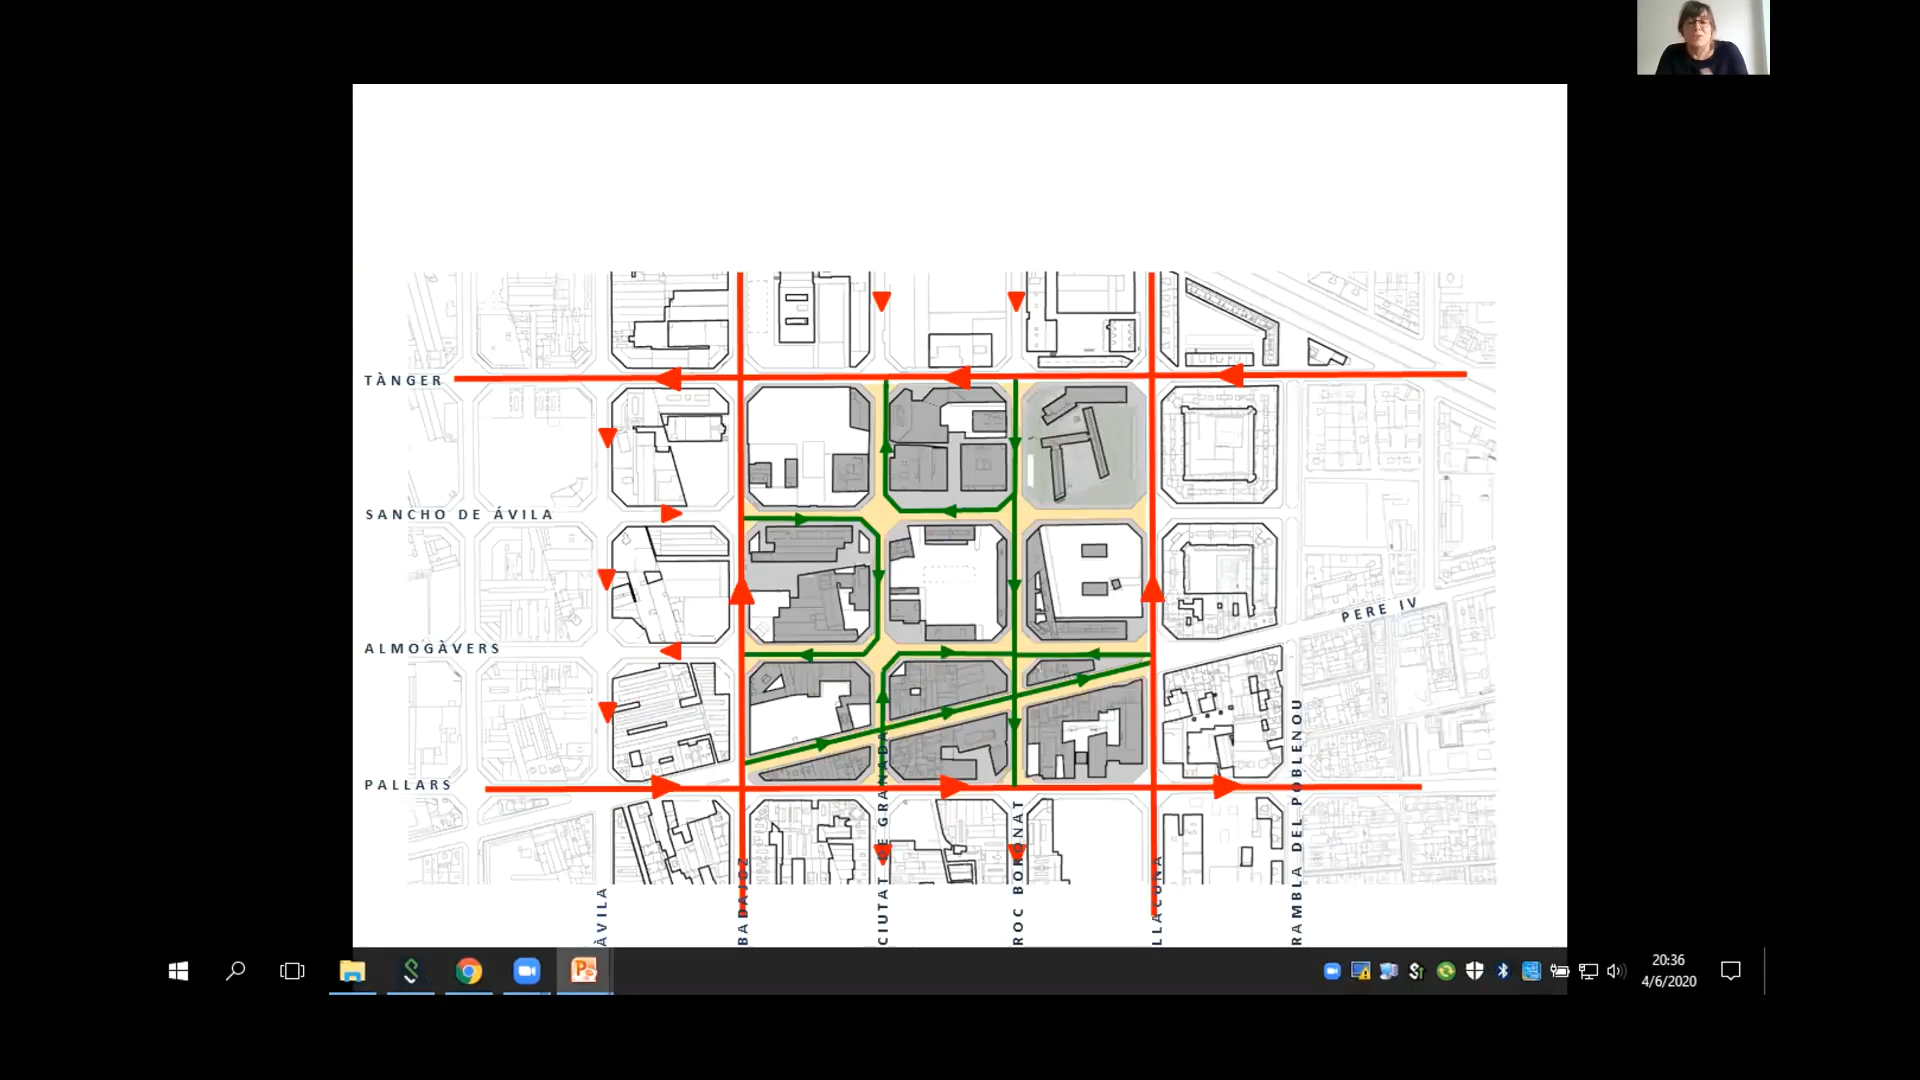 TÀNGER
SANCHO DE ÁVILA
ALMOGÀVERS
PERE IV
PALLARS
ÀVILA
BADAJOZ
CIUTAT DE GRANADA
ROC BORONAT
LLACUNA
RAMBLA DEL POBLENOU
20:36
4/6/2020